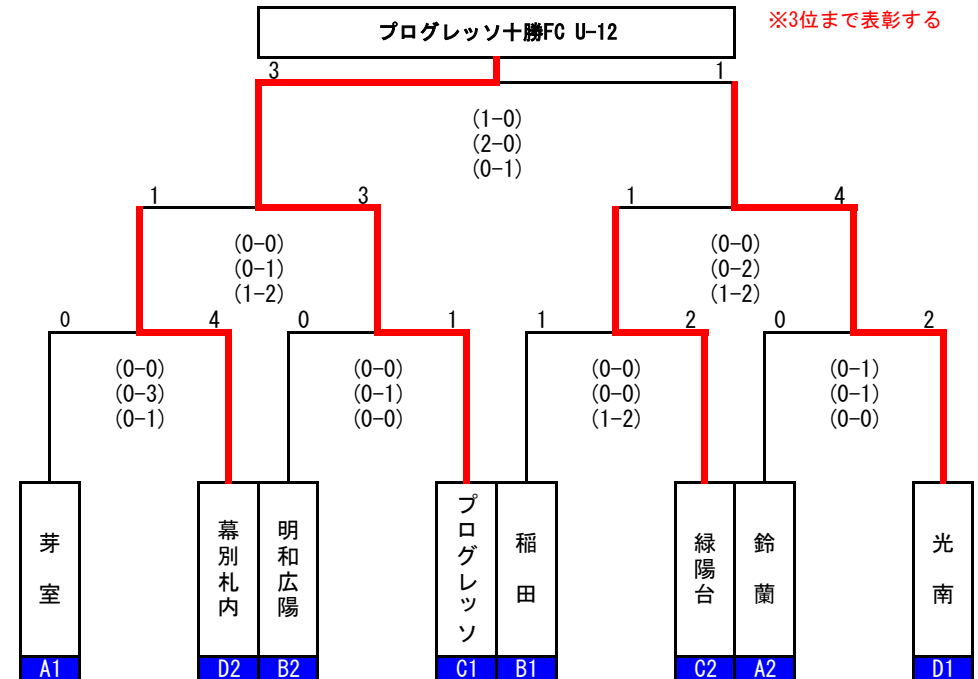 プログレッソ十勝FC U-12
※3位まで表彰する
3
1
(1-0)
(2-0)
(0-1)
1
3
1
4
(0-0)
(0-1)
(1-2)
(0-0)
(0-2)
(1-2)
0
4
0
1
1
2
0
2
(0-0)
(0-3)
(0-1)
(0-0)
(0-1)
(0-0)
(0-0)
(0-0)
(1-2)
(0-1)
(0-1)
(0-0)
芽室
幕別札内
明和広陽
プログレッソ
稲田
緑陽台
鈴蘭
光南
A1
D2
B2
C1
B1
C2
A2
D1